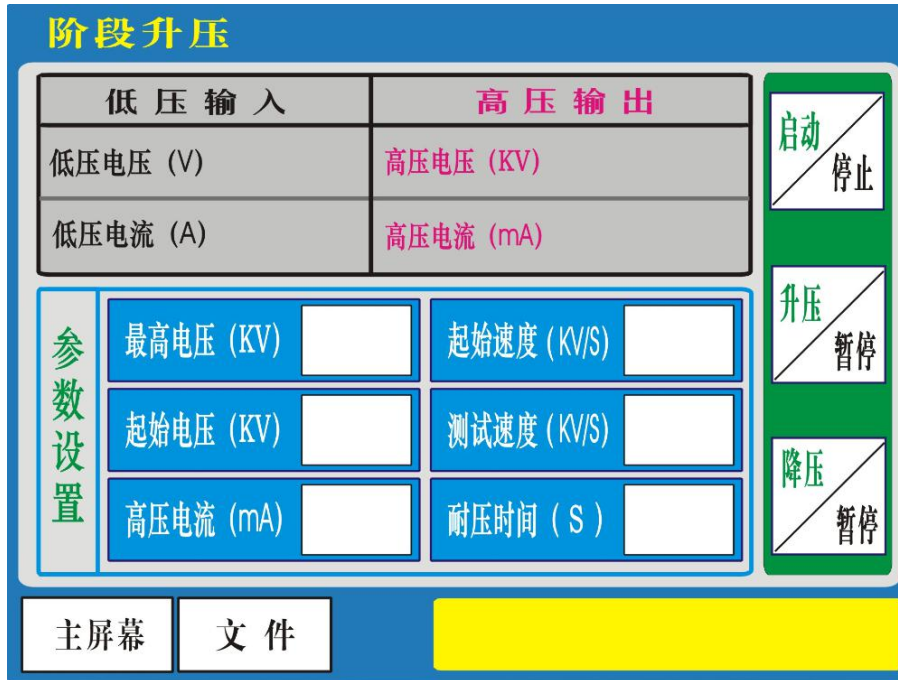 阶段升压
低压输入 高压输出
低压电压 (V) 高压电压 (KV)
低压电流 (A) 高压电流 (mA)
启动
停止
升压
暂停
降压
暂停
参数设置
最高电压 (KV) 起始速度 (KV/S)
起始电压 (KV) 测试速度 (KV/S)
高压电流 (mA) 耐压时间 ( S )
主屏幕 文件